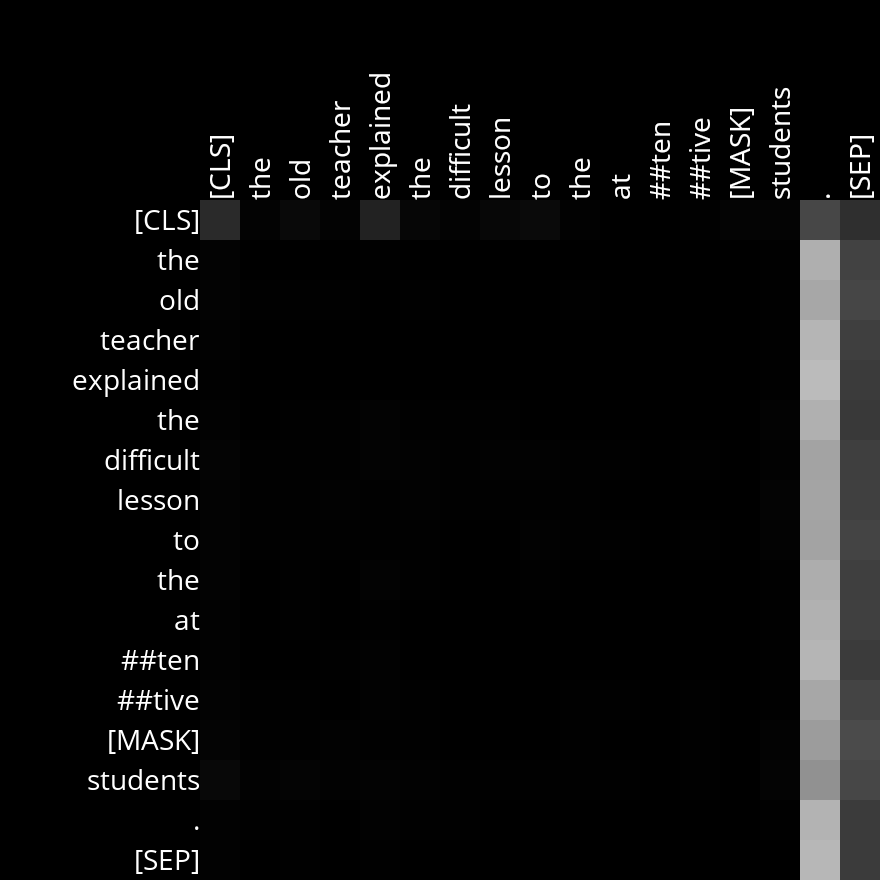 [CLS] the old teacher explained the difficult lesson to the at ##ten ##tive [MASK] students . [SEP]
[CLS]
the
old
teacher
explained
the
difficult
lesson
to
the
at
##ten
##tive
[MASK]
students
.
[SEP]